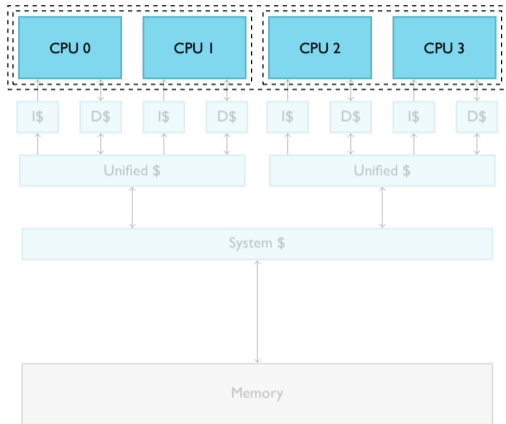 CPU 0 CPU 1 CPU 2 CPU 3
I$ D$ I$ D$ I$ D$ I$ D$
Unified $ Unified $
System $
Memory